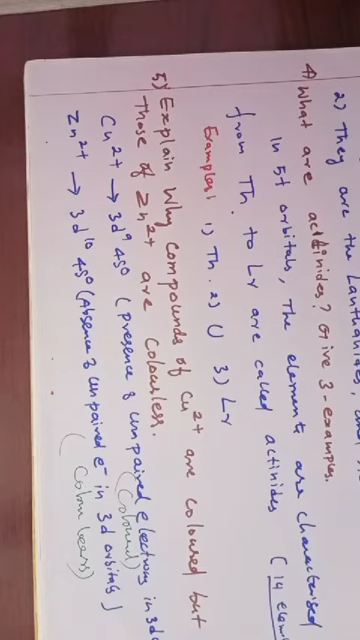 2) They are the Lanthanides,
4) What are actinides? Give 3-examples.
In 5f orbitals, The elements are characterised
from Th to Lr are called actinides (14
Examples: 1) Th. 2) U 3) Lr
5) Explain Why compounds of Cu²⁺ are coloured but
those of Zn²⁺ are colourless.
Cu²⁺ → 3d⁹ 4S⁰ (presence of unpaired electrons in 3d
(Coloured)
Zn²⁺ → 3d¹⁰ 4S⁰ (Absence of unpaired e⁻ in 3d orbitals)
(Colourless)